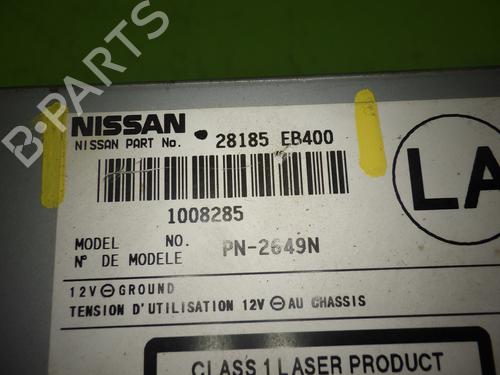 B-PARTS
NISSAN
NISSAN PART No. 28185 EB400
LA
1008285
MODEL NO. PN-2649N
N° DE MODELE
12V ⊖ GROUND
TENSION D'UTILISATION 12V ⊖ AU CHASSIS
CLASS 1 LASER PRODUCT